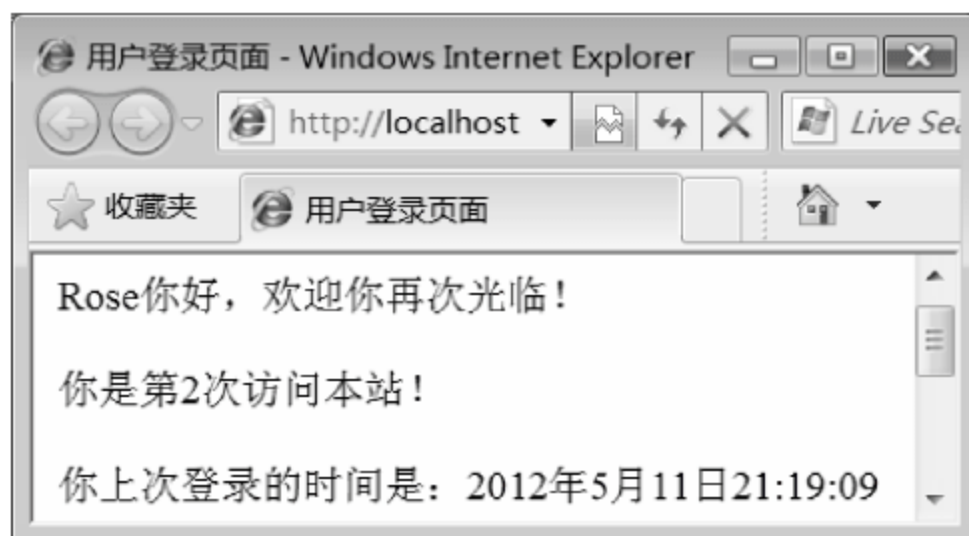 用户登录页面 - Windows Internet Explorer
http://localhost
Live Sea
收藏夹
用户登录页面
Rose你好，欢迎你再次光临！
你是第2次访问本站！
你上次登录的时间是：2012年5月11日21:19:09